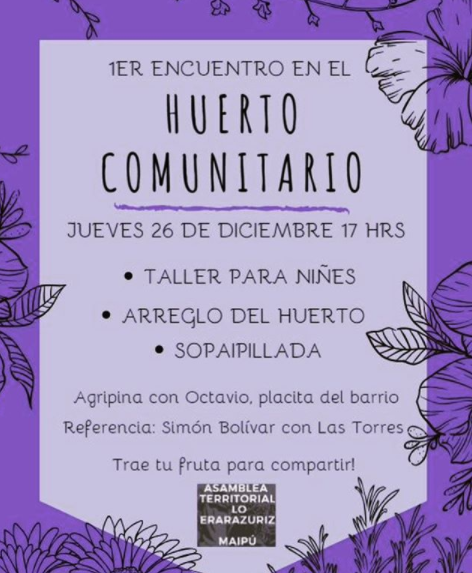 1ER ENCUENTRO EN EL
HUERTO
COMUNITARIO
JUEVES 26 DE DICIEMBRE 17 HRS
• TALLER PARA NIÑES
• ARREGLO DEL HUERTO
• SOPAIPILLADA
Agripina con Octavio, placita del barrio
Referencia: Simón Bolívar con Las Torres
Trae tu fruta para compartir!
ASAMBLEA
TERRITORIAL
LO
ERARAZURIZ
MAIPÚ